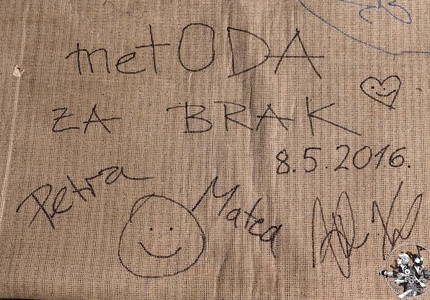 metODA
ZA BRAK
8.5.2016.
Petra
Matea